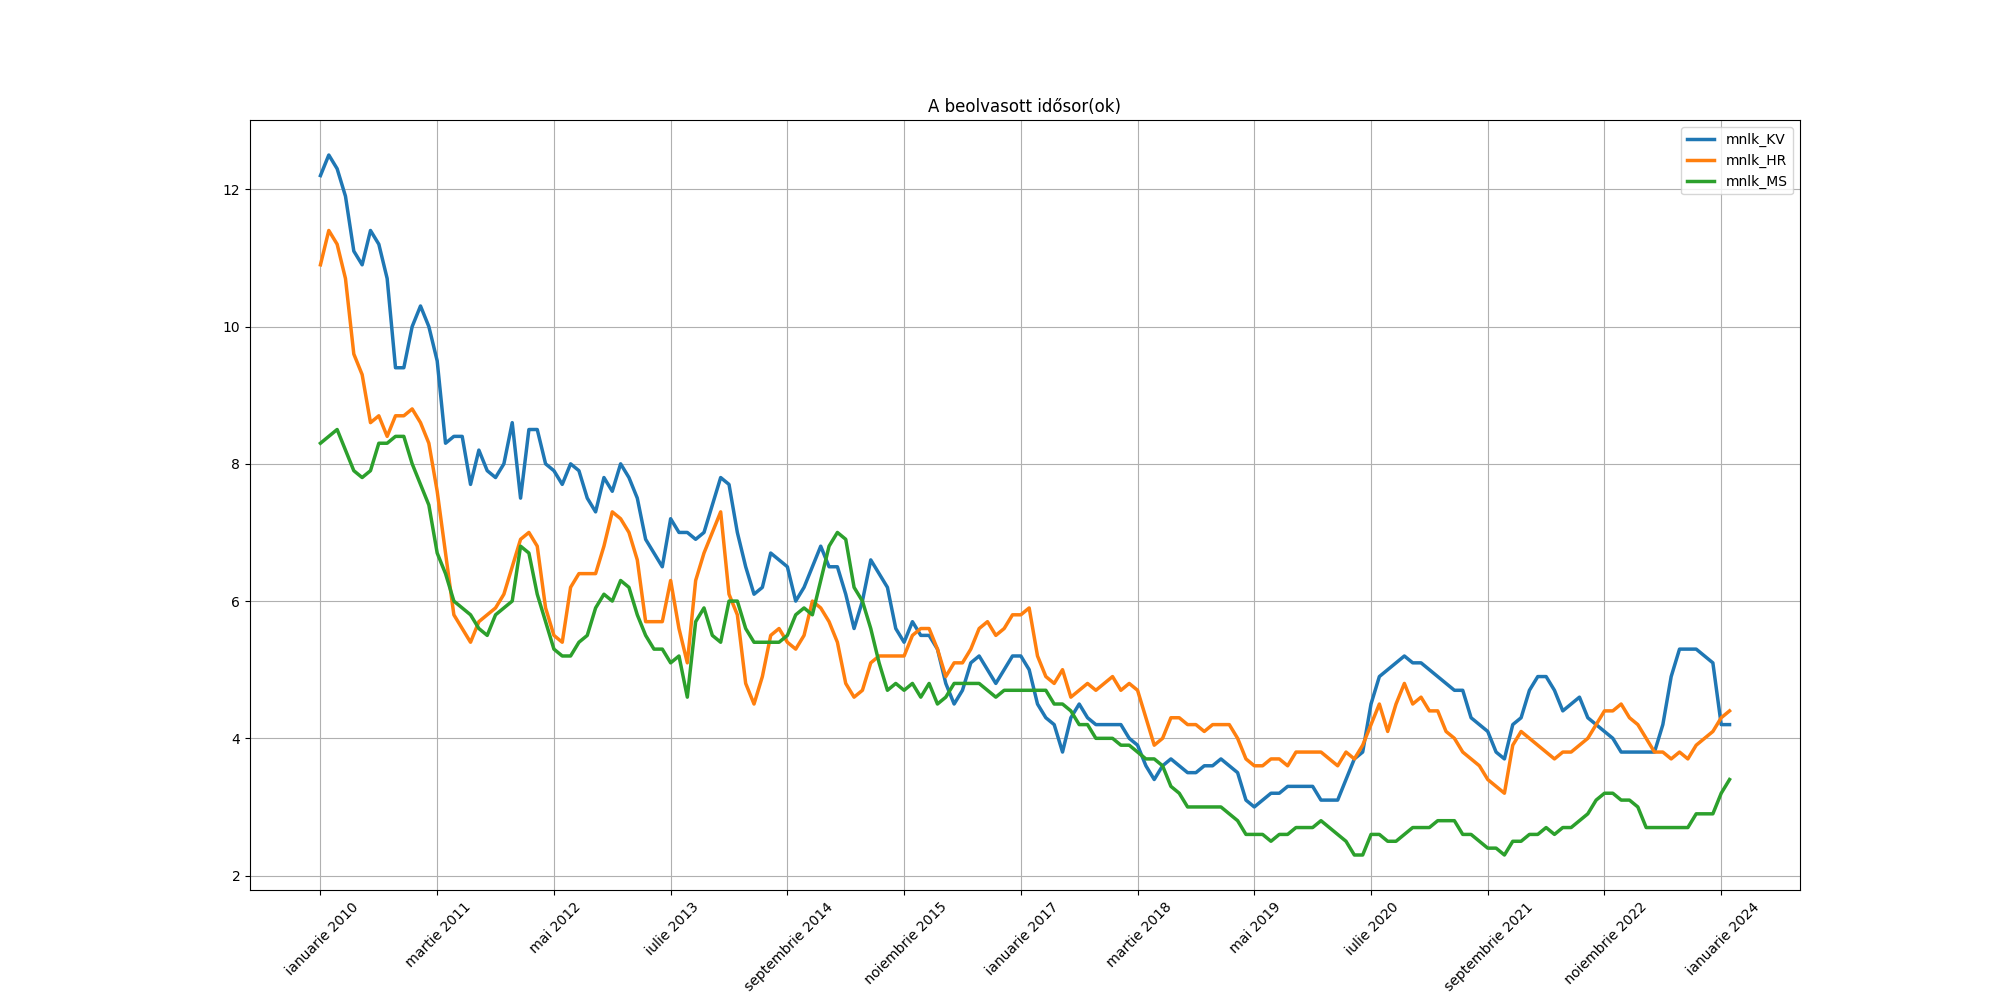 A beolvasott idősor(ok)
mnlk_KV
mnlk_HR
mnlk_MS
12
10
8
6
4
2
ianuarie 2010
martie 2011
mai 2012
iulie 2013
septembrie 2014
noiembrie 2015
ianuarie 2017
martie 2018
mai 2019
iulie 2020
septembrie 2021
noiembrie 2022
ianuarie 2024